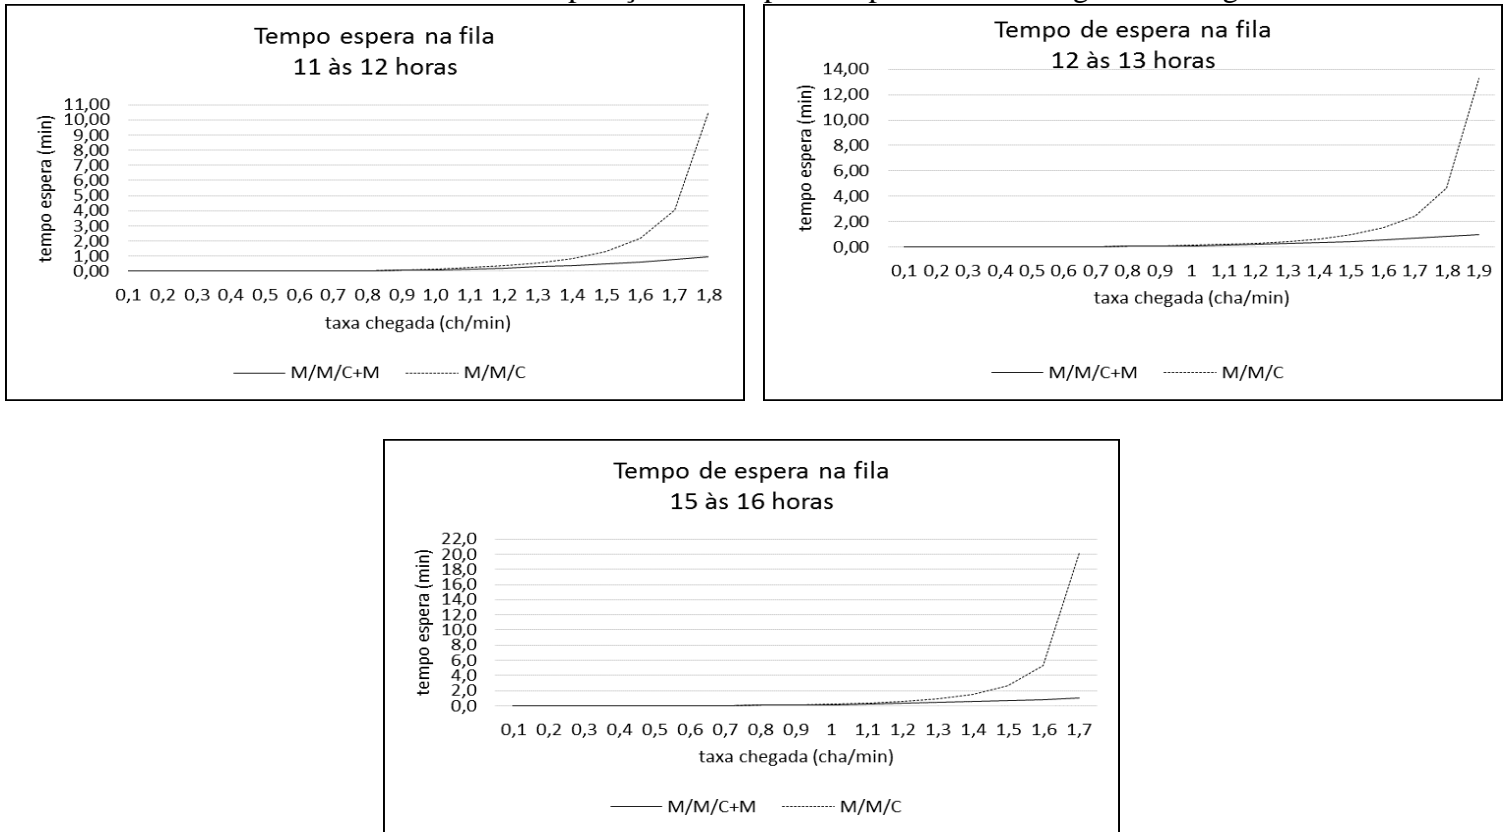 Tempo espera na fila
11 às 12 horas
tempo espera (min)
11,00
10,00
9,00
8,00
7,00
6,00
5,00
4,00
3,00
2,00
1,00
0,00
0,1 0,2 0,3 0,4 0,5 0,6 0,7 0,8 0,9 1,0 1,1 1,2 1,3 1,4 1,5 1,6 1,7 1,8
taxa chegada (ch/min)
M/M/C+M M/M/C
Tempo de espera na fila
12 às 13 horas
tempo espera (min)
14,00
12,00
10,00
8,00
6,00
4,00
2,00
0,00
0,1 0,2 0,3 0,4 0,5 0,6 0,7 0,8 0,9 1 1,1 1,2 1,3 1,4 1,5 1,6 1,7 1,8 1,9
taxa chegada (cha/min)
M/M/C+M M/M/C
Tempo de espera na fila
15 às 16 horas
tempo espera (min)
22,0
20,0
18,0
16,0
14,0
12,0
10,0
8,0
6,0
4,0
2,0
0,0
0,1 0,2 0,3 0,4 0,5 0,6 0,7 0,8 0,9 1 1,1 1,2 1,3 1,4 1,5 1,6 1,7
taxa chegada (cha/min)
M/M/C+M M/M/C